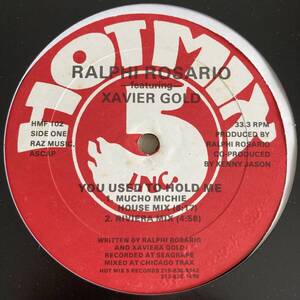 HOT MIX
5
INC.
RALPHI ROSARIO
featuring
XAVIER GOLD
HMF 102
SIDE ONE
RAZ MUSIC.
ASCAP
33.3 RPM
PRODUCED BY
RALPHI ROSARIO
CO-PRODUCED
BY KENNY JASON
YOU USED TO HOLD ME
1. MUCHO MICHIE
HOUSE MIX (6:17)
2. RIVIERA MIX (4:58)
WRITTEN BY RALPHI ROSARIO
AND XAVIERA GOLD
RECORDED AT SEAGRAPE
MIXED AT CHICAGO TRAX
HOT MIX 5 RECORDS